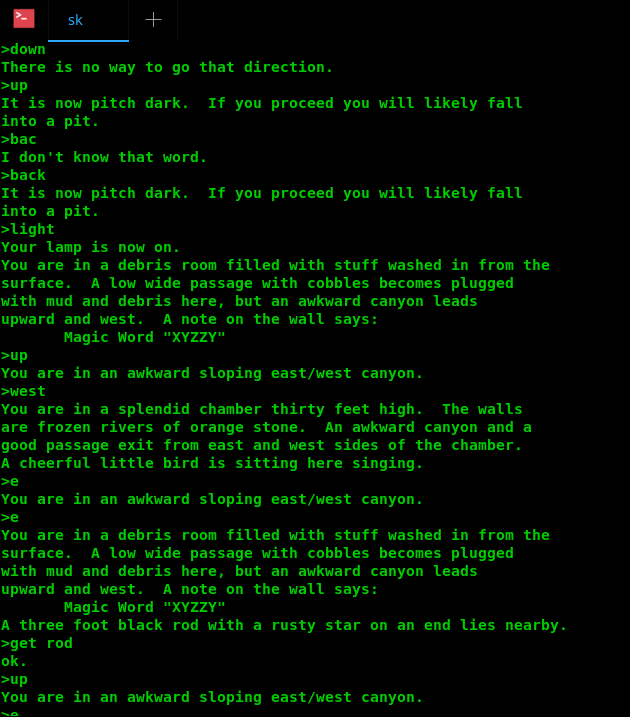 sk
>down
There is no way to go that direction.
>up
It is now pitch dark.  If you proceed you will likely fall
into a pit.
>bac
I don't know that word.
>back
It is now pitch dark.  If you proceed you will likely fall
into a pit.
>light
Your lamp is now on.
You are in a debris room filled with stuff washed in from the
surface.  A low wide passage with cobbles becomes plugged
with mud and debris here, but an awkward canyon leads
upward and west.  A note on the wall says:
       Magic Word "XYZZY"
>up
You are in an awkward sloping east/west canyon.
>west
You are in a splendid chamber thirty feet high.  The walls
are frozen rivers of orange stone.  An awkward canyon and a
good passage exit from east and west sides of the chamber.
A cheerful little bird is sitting here singing.
>e
You are in an awkward sloping east/west canyon.
>e
You are in a debris room filled with stuff washed in from the
surface.  A low wide passage with cobbles becomes plugged
with mud and debris here, but an awkward canyon leads
upward and west.  A note on the wall says:
       Magic Word "XYZZY"
A three foot black rod with a rusty star on an end lies nearby.
>get rod
ok.
>up
You are in an awkward sloping east/west canyon.
>e